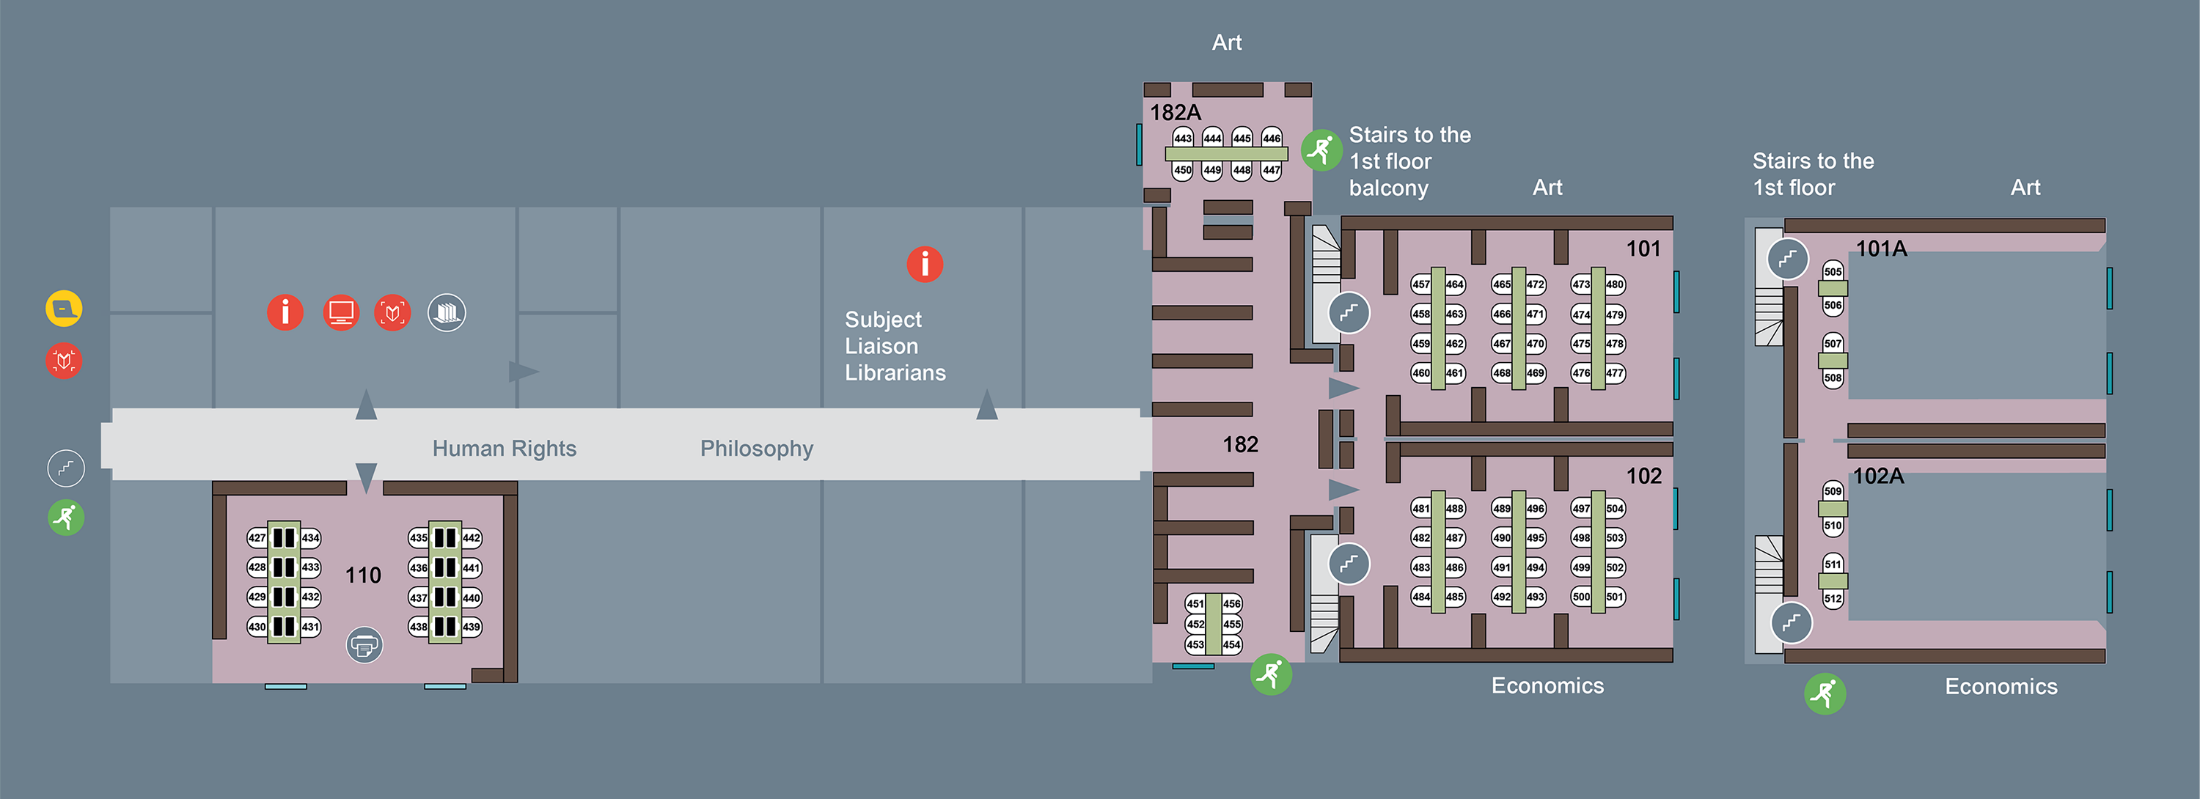 Art
182A
443 444 445 446
450 449 448 447
Stairs to the
1st floor
balcony
Art
101
457 464 465 472 473 480
458 463 466 471 474 479
459 462 467 470 475 478
460 461 468 469 476 477
Stairs to the
1st floor
Art
101A
505
506
507
508
i
i
Subject
Liaison
Librarians
Human Rights
Philosophy
182
102
481 488 489 496 497 504
482 487 490 495 498 503
483 486 491 494 499 502
484 485 492 493 500 501
Economics
102A
509
510
511
512
Economics
427 434 435 442
428 433 436 441
429 432 437 440
430 431 438 439
110
451 456
452 455
453 454